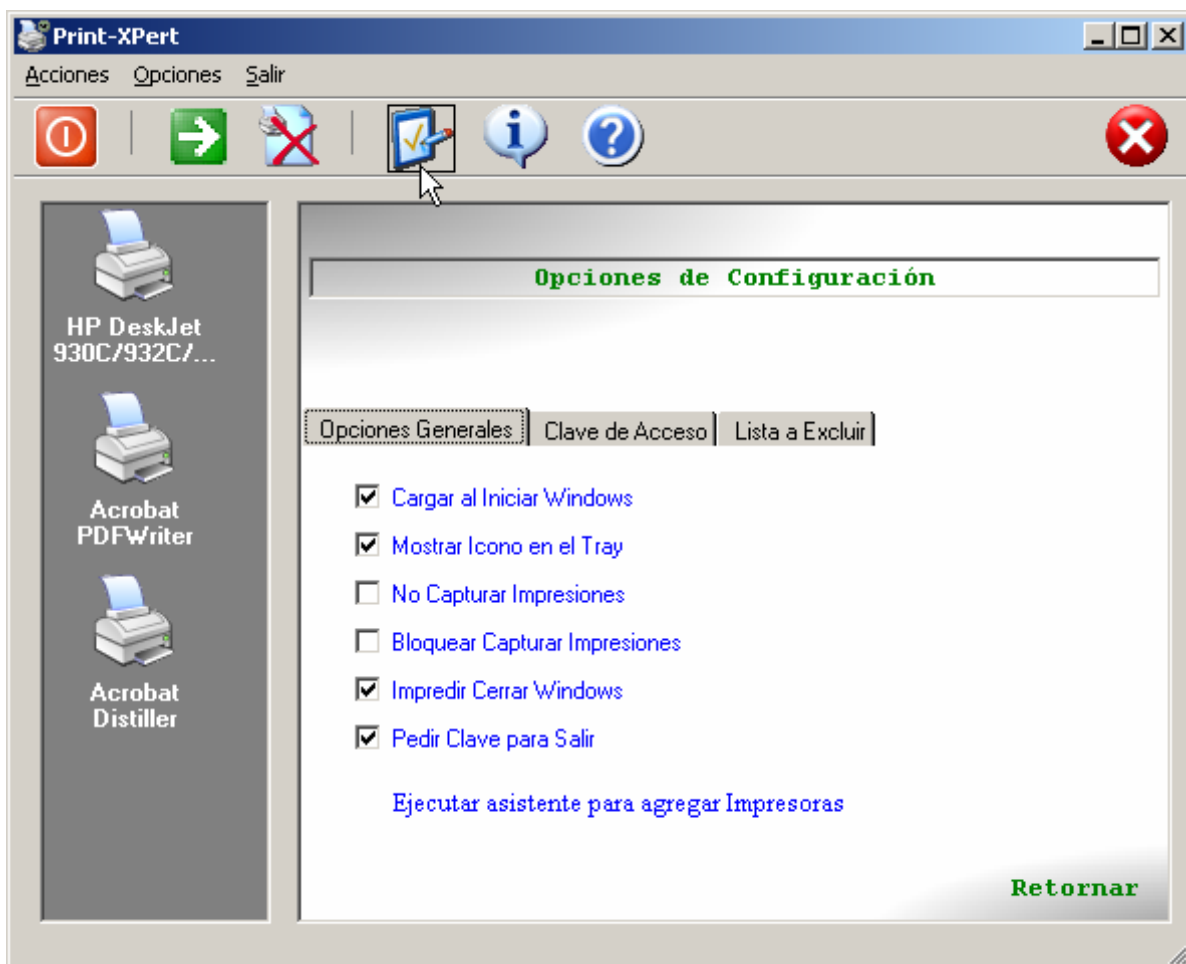 Print-XPert
Acciones Opciones Salir
HP DeskJet
930C/932C/...
Acrobat
PDFWriter
Acrobat
Distiller
Opciones de Configuración
Opciones Generales Clave de Acceso Lista a Excluir
Cargar al Iniciar Windows
Mostrar Icono en el Tray
No Capturar Impresiones
Bloquear Capturar Impresiones
Impredir Cerrar Windows
Pedir Clave para Salir
Ejecutar asistente para agregar Impresoras
Retornar